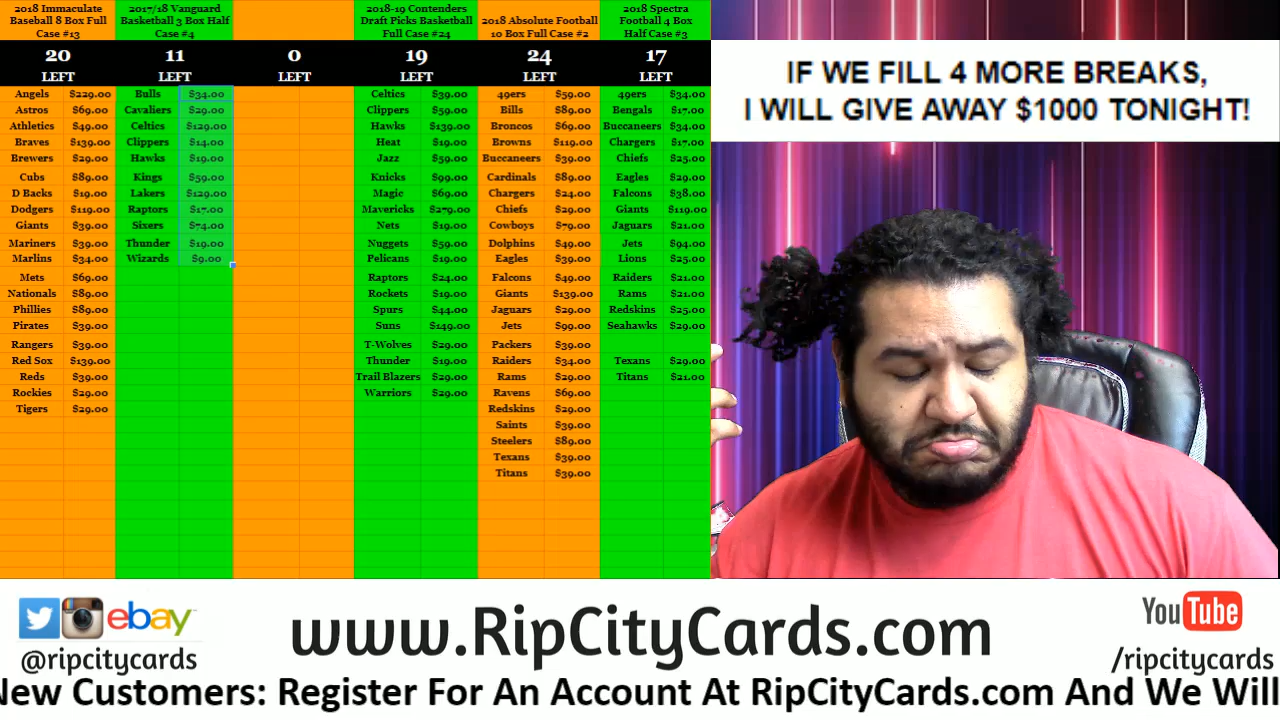 2018 Immaculate
Baseball 8 Box Full
Case #13
20
LEFT
Angels $229.00
Astros $69.00
Athletics $49.00
Braves $139.00
Brewers $29.00
Cubs $89.00
D Backs $19.00
Dodgers $119.00
Giants $39.00
Mariners $39.00
Marlins $34.00
Mets $69.00
Nationals $89.00
Phillies $89.00
Pirates $39.00
Rangers $39.00
Red Sox $139.00
Reds $39.00
Rockies $29.00
Tigers $29.00
2017/18 Vanguard
Basketball 3 Box Half
Case #4
11
LEFT
Bulls $34.00
Cavaliers $29.00
Celtics $129.00
Clippers $14.00
Hawks $19.00
Kings $59.00
Lakers $129.00
Raptors $17.00
Sixers $74.00
Thunder $19.00
Wizards $9.00
0
LEFT
2018-19 Contenders
Draft Picks Basketball
Full Case #24
19
LEFT
Celtics $39.00
Clippers $59.00
Hawks $139.00
Heat $19.00
Jazz $59.00
Knicks $99.00
Magic $69.00
Mavericks $279.00
Nets $19.00
Nuggets $59.00
Pelicans $19.00
Raptors $24.00
Rockets $19.00
Spurs $44.00
Suns $149.00
T-Wolves $29.00
Thunder $19.00
Trail Blazers $29.00
Warriors $29.00
2018 Absolute Football
10 Box Full Case #2
24
LEFT
49ers $59.00
Bills $89.00
Broncos $69.00
Browns $119.00
Buccaneers $39.00
Cardinals $89.00
Chargers $24.00
Chiefs $29.00
Cowboys $79.00
Dolphins $49.00
Eagles $39.00
Falcons $49.00
Giants $139.00
Jaguars $29.00
Jets $99.00
Packers $39.00
Raiders $34.00
Rams $29.00
Ravens $69.00
Redskins $29.00
Saints $39.00
Steelers $89.00
Texans $39.00
Titans $39.00
2018 Spectra
Football 4 Box
Half Case #3
17
LEFT
49ers $34.00
Bengals $17.00
Buccaneers $34.00
Chargers $17.00
Chiefs $25.00
Eagles $29.00
Falcons $38.00
Giants $119.00
Jaguars $21.00
Jets $94.00
Lions $25.00
Raiders $21.00
Rams $21.00
Redskins $25.00
Seahawks $29.00
Texans $29.00
Titans $21.00
IF WE FILL 4 MORE BREAKS,
I WILL GIVE AWAY $1000 TONIGHT!
ebay
@ripcitycards
www.RipCityCards.com
YouTube
/ripcitycards
New Customers: Register For An Account At RipCityCards.com And We Will